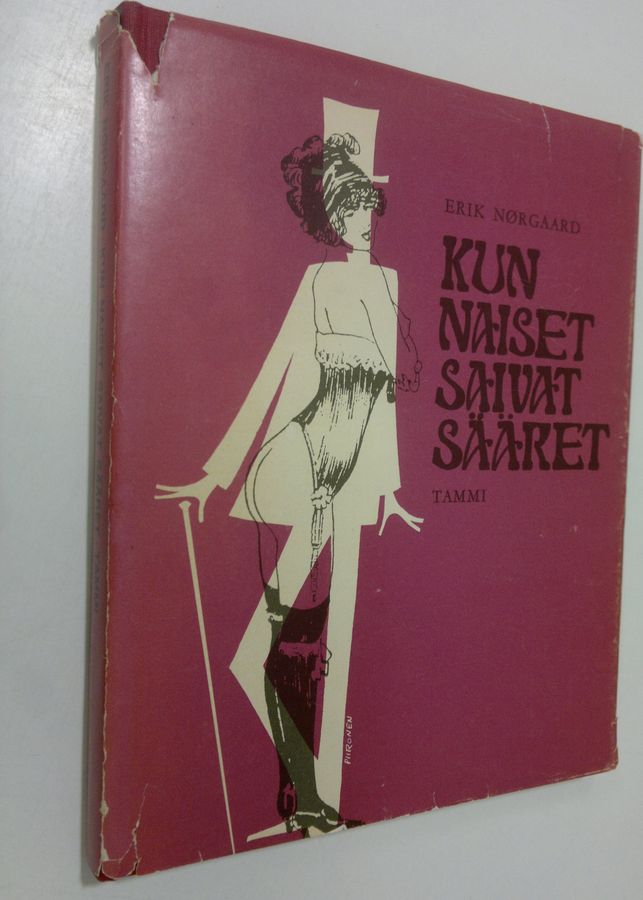 ERIK NØRGAARD
KUN
NAISET
SAIVAT
SÄÄRET
TAMMI
PIIRONEN